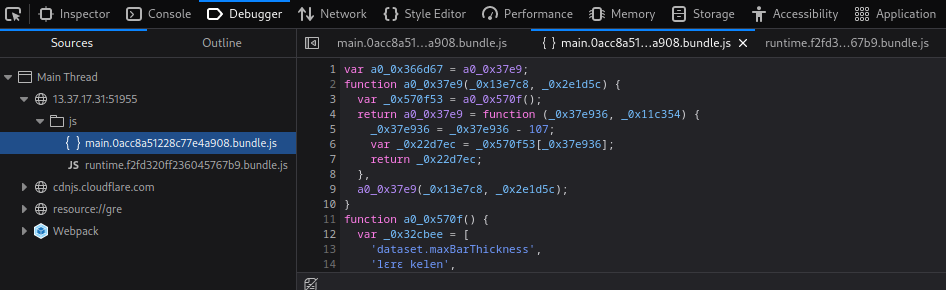 Inspector Console Debugger Network Style Editor Performance Memory Storage Accessibility Application
Sources Outline main.0acc8a51…a908.bundle.js { } main.0acc8a51…a908.bundle.js runtime.f2fd3…67b9.bundle.js
Main Thread
13.37.17.31:51955
js
{ } main.0acc8a51228c77e4a908.bundle.js
JS runtime.f2fd320ff236045767b9.bundle.js
cdnjs.cloudflare.com
resource://gre
Webpack
1 var a0_0x366d67 = a0_0x37e9;
2 function a0_0x37e9(_0x13e7c8, _0x2e1d5c) {
3 var _0x570f53 = a0_0x570f();
4 return a0_0x37e9 = function (_0x37e936, _0x11c354) {
5 _0x37e936 = _0x37e936 - 107;
6 var _0x22d7ec = _0x570f53[_0x37e936];
7 return _0x22d7ec;
8 },
9 a0_0x37e9(_0x13e7c8, _0x2e1d5c);
10 }
11 function a0_0x570f() {
12 var _0x32cbee = [
13 'dataset.maxBarThickness',
14 'lɛrɛ kelen',